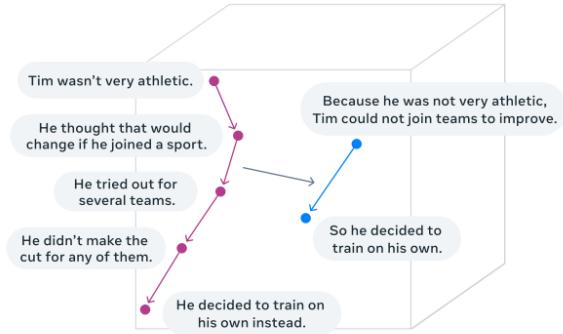 Tim wasn't very athletic.
He thought that would
change if he joined a sport.
He tried out for
several teams.
He didn't make the
cut for any of them.
He decided to train on
his own instead.
Because he was not very athletic,
Tim could not join teams to improve.
So he decided to
train on his own.